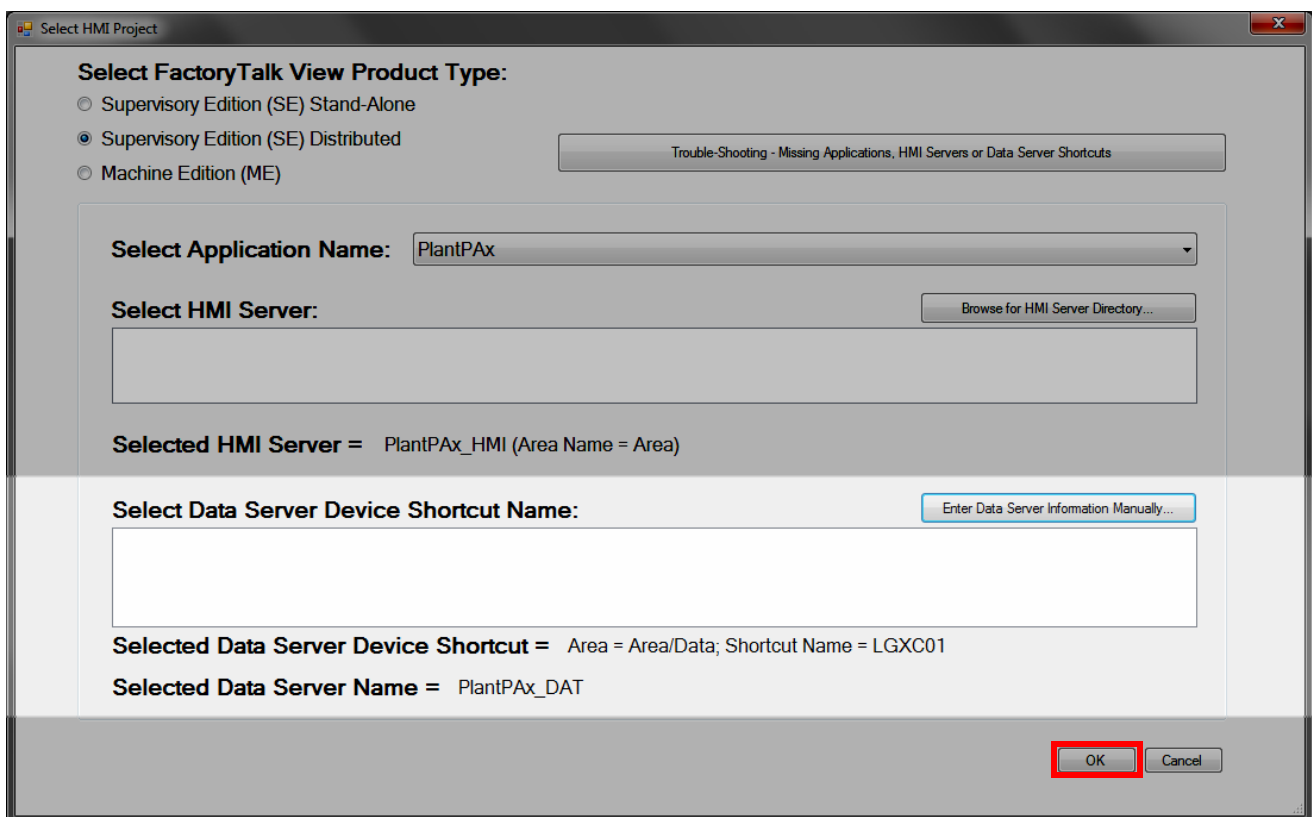 Select HMI Project
Select FactoryTalk View Product Type:
Supervisory Edition (SE) Stand-Alone
Supervisory Edition (SE) Distributed
Trouble-Shooting - Missing Applications, HMI Servers or Data Server Shortcuts
Machine Edition (ME)
Select Application Name: PlantPAx
Select HMI Server: Browse for HMI Server Directory...
Selected HMI Server = PlantPAx_HMI (Area Name = Area)
Select Data Server Device Shortcut Name: Enter Data Server Information Manually...
Selected Data Server Device Shortcut = Area = Area/Data; Shortcut Name = LGXC01
Selected Data Server Name = PlantPAx_DAT
OK Cancel